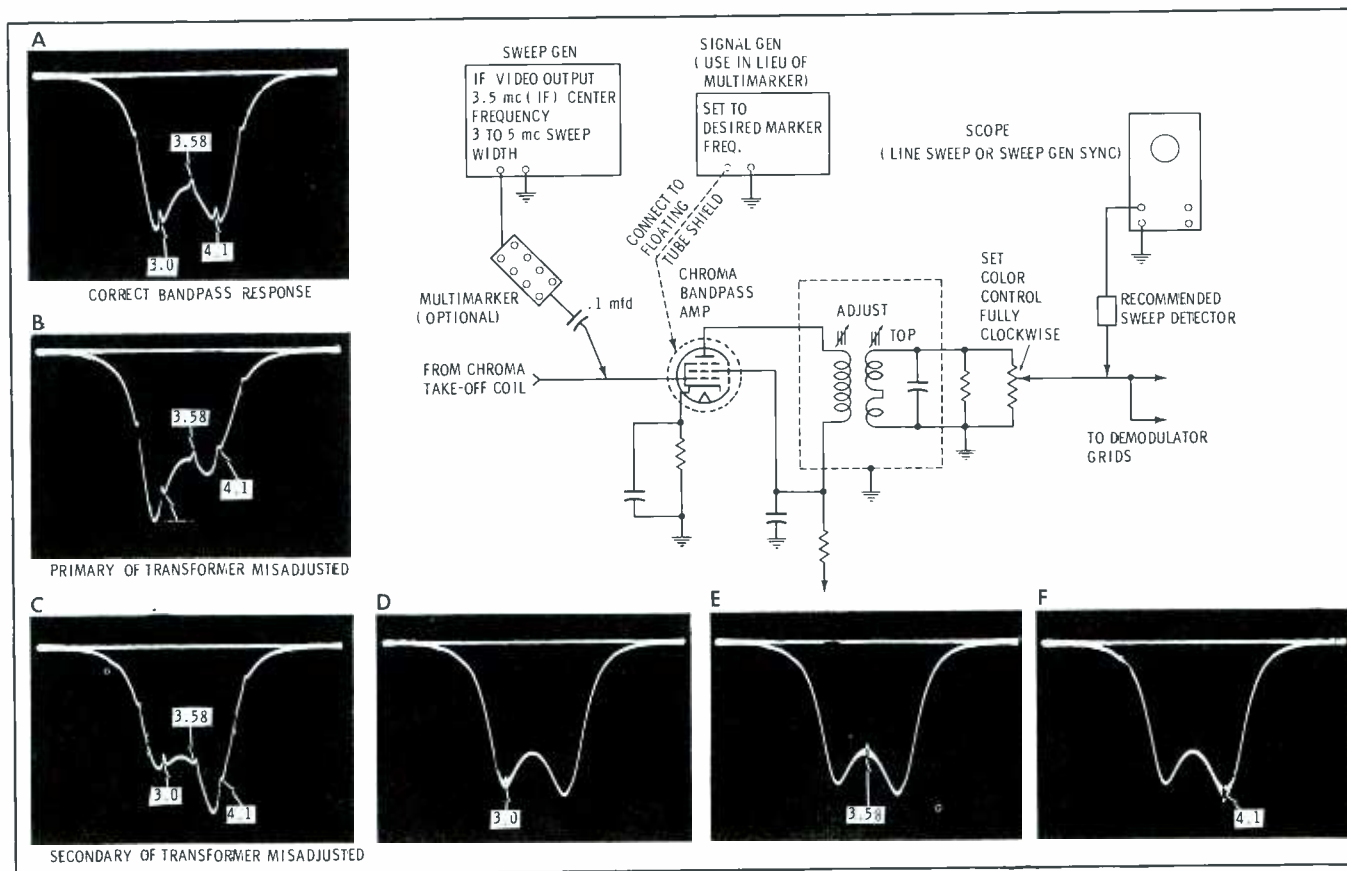 A
3.58
3.0
4.1
CORRECT BANDPASS RESPONSE
B
3.58
4.1
PRIMARY OF TRANSFORMER MISADJUSTED
C
3.58
3.0
4.1
SECONDARY OF TRANSFORMER MISADJUSTED
SWEEP GEN
IF VIDEO OUTPUT
3.5 mc (IF) CENTER
FREQUENCY
3 TO 5 mc SWEEP
WIDTH
SIGNAL GEN
(USE IN LIEU OF
MULTIMARKER)
SET TO
DESIRED MARKER
FREQ.
SCOPE
(LINE SWEEP OR SWEEP GEN SYNC)
CONNECT TO
FLOATING
TUBE SHIELD
MULTIMARKER
(OPTIONAL)
.1 mfd
CHROMA
BANDPASS
AMP
FROM CHROMA
TAKE-OFF COIL
ADJUST
TOP
SET
COLOR
CONTROL
FULLY
CLOCKWISE
RECOMMENDED
SWEEP DETECTOR
TO DEMODULATOR
GRIDS
D
3.0
E
3.58
F
4.1